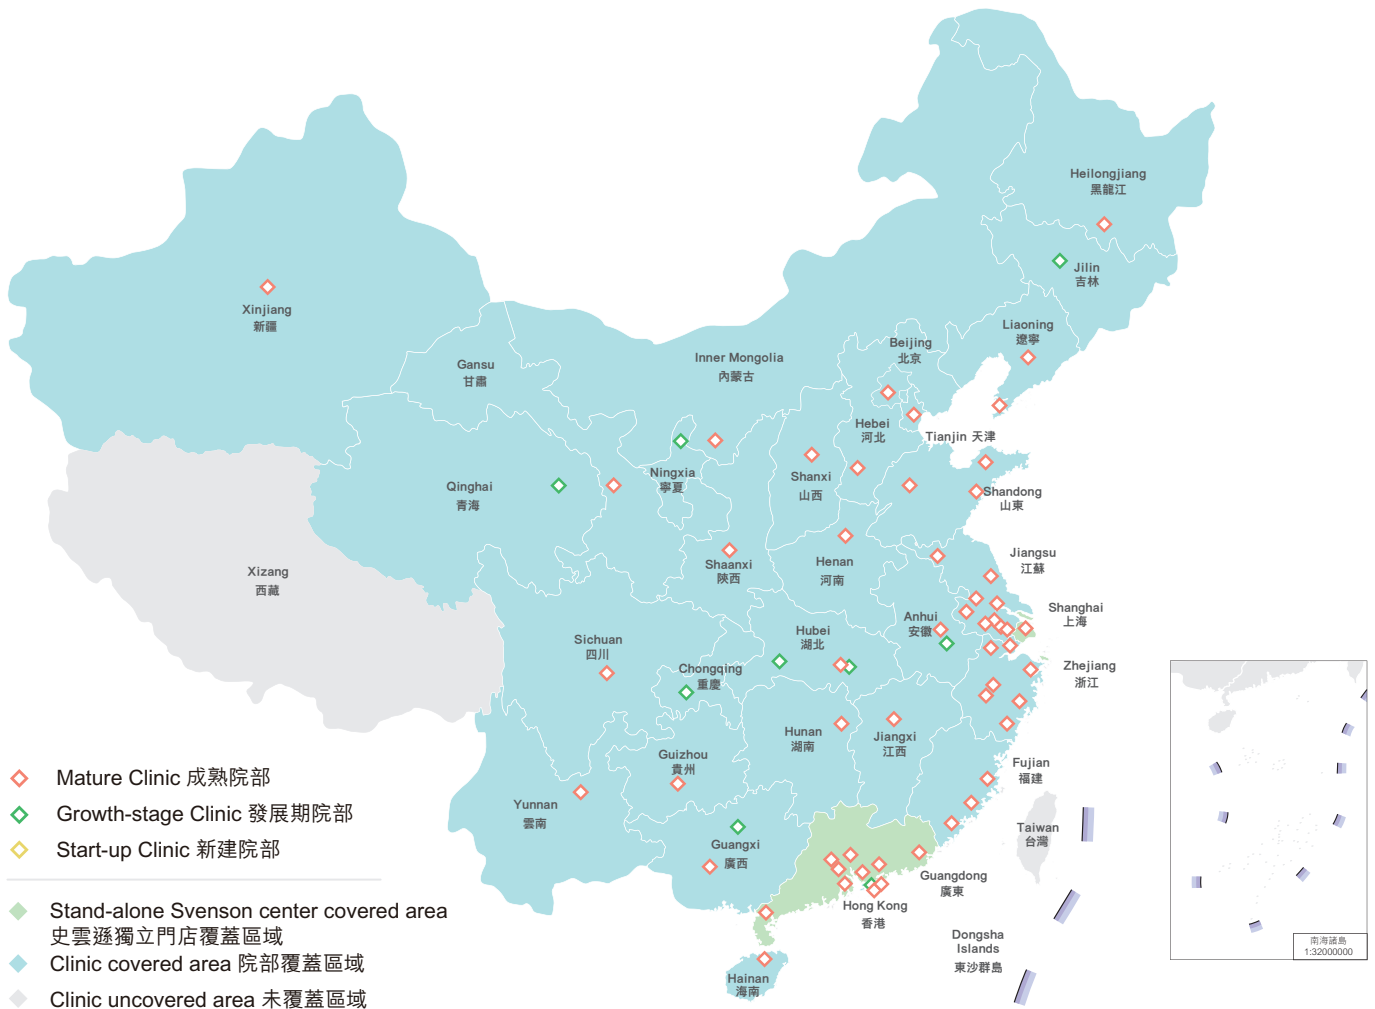 Heilongjiang
黑龍江
Jilin
吉林
Xinjiang
新疆
Liaoning
遼寧
Beijing
北京
Inner Mongolia
內蒙古
Gansu
甘肅
Hebei
河北
Tianjin 天津
Ningxia
寧夏
Shanxi
山西
Qinghai
青海
Shandong
山東
Henan
河南
Shaanxi
陝西
Jiangsu
江蘇
Xizang
西藏
Anhui
安徽
Shanghai
上海
Hubei
湖北
Sichuan
四川
Chongqing
重慶
Zhejiang
浙江
Hunan
湖南
Jiangxi
江西
Guizhou
貴州
Fujian
福建
Yunnan
雲南
Taiwan
台灣
Guangxi
廣西
Guangdong
廣東
Hong Kong
香港
Dongsha
Islands
東沙群島
Hainan
海南
Mature Clinic 成熟院部
Growth-stage Clinic 發展期院部
Start-up Clinic 新建院部
Stand-alone Svenson center covered area
史雲遜獨立門店覆蓋區域
Clinic covered area 院部覆蓋區域
Clinic uncovered area 未覆蓋區域
南海諸島
1:32000000